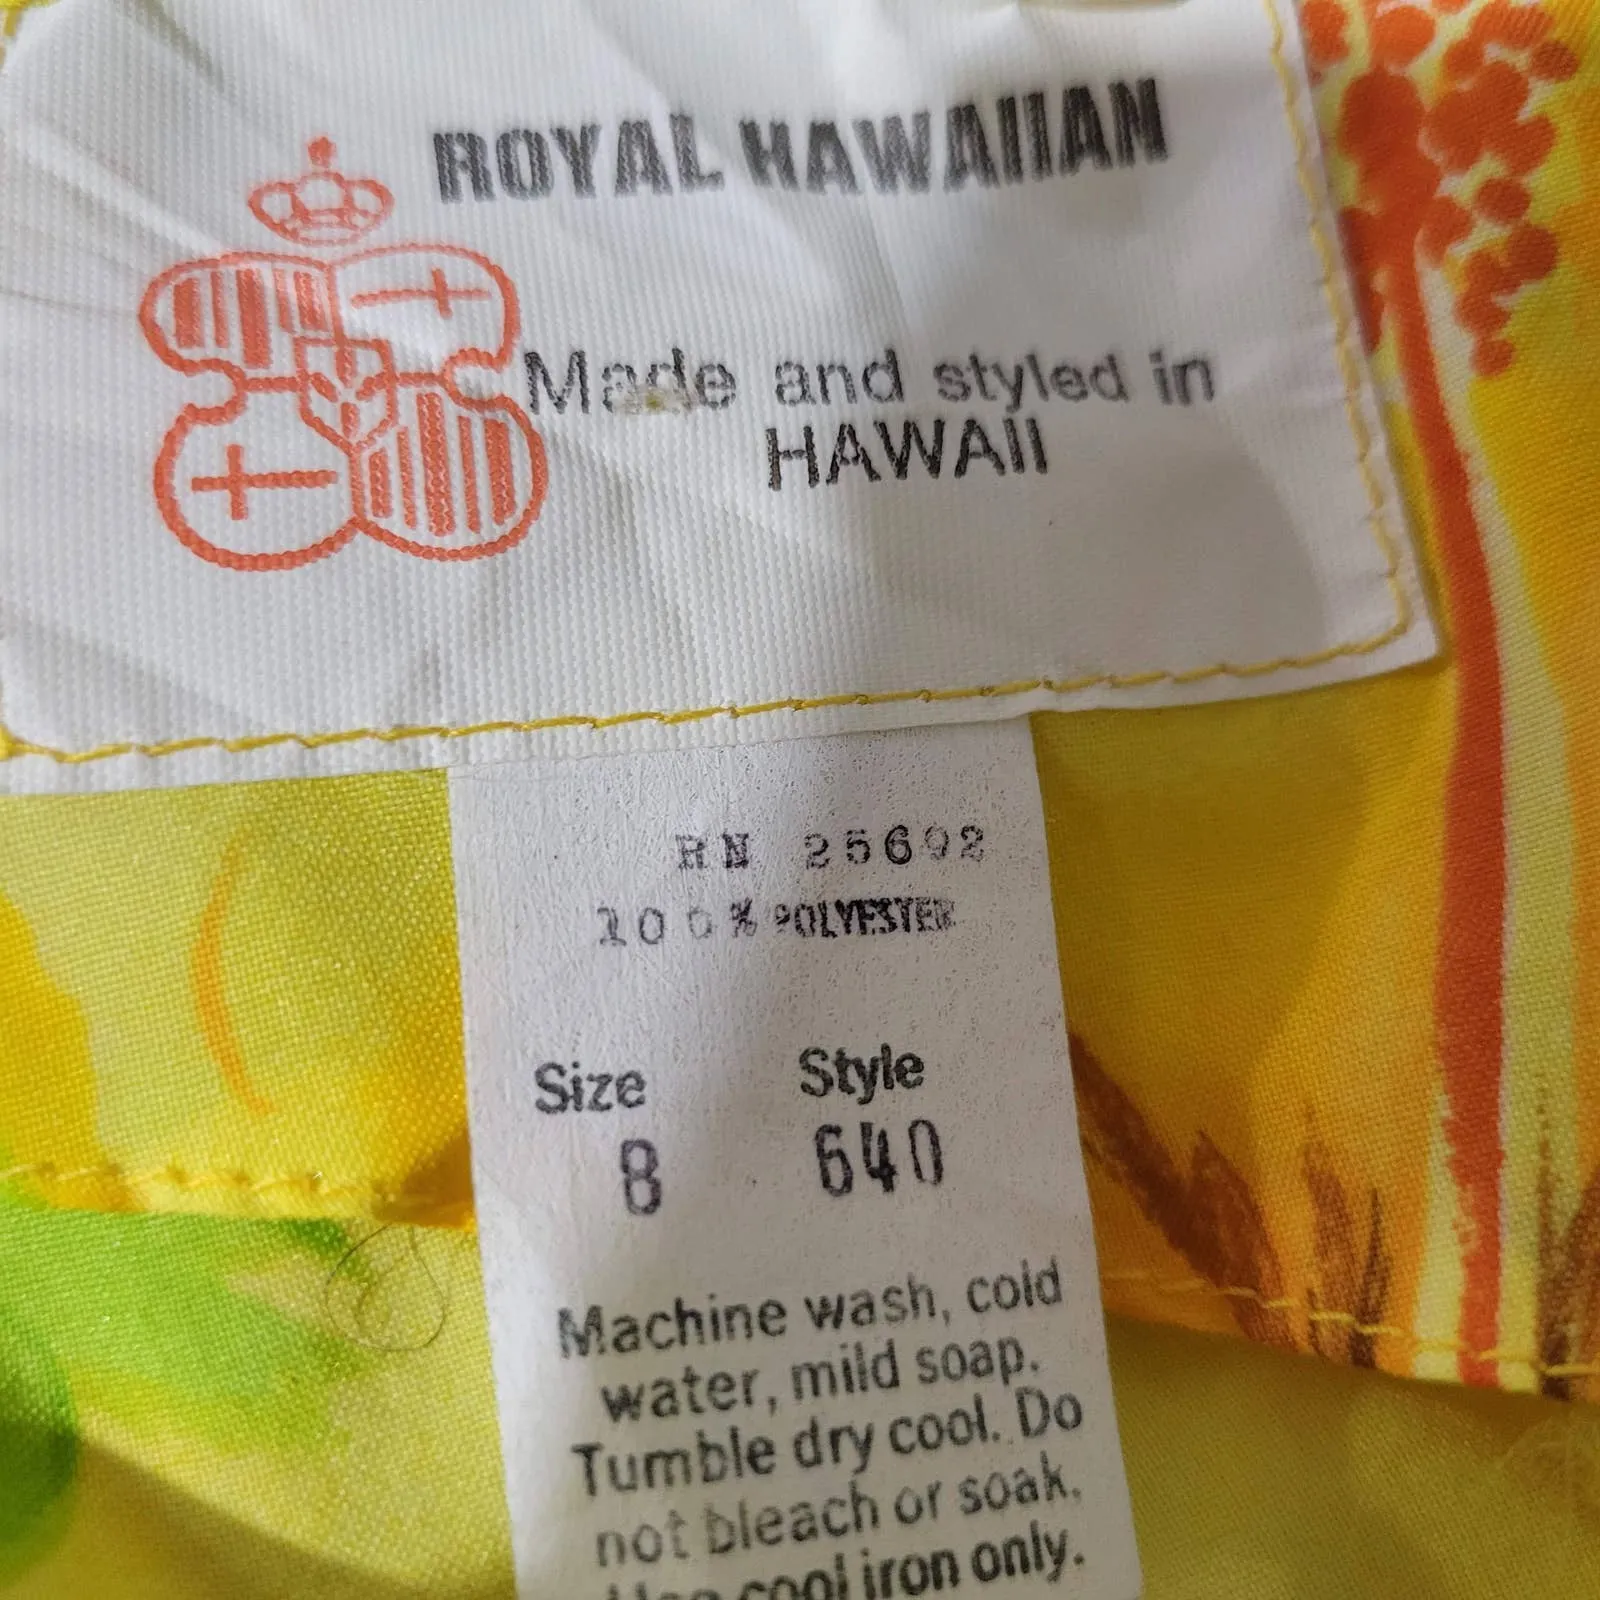 ROYAL HAWAIIAN
Made and styled in
HAWAII
RN 25692
100% POLYESTER
Size Style
8 640
Machine wash, cold
water, mild soap.
Tumble dry cool. Do
not bleach or soak.
Use cool iron only.